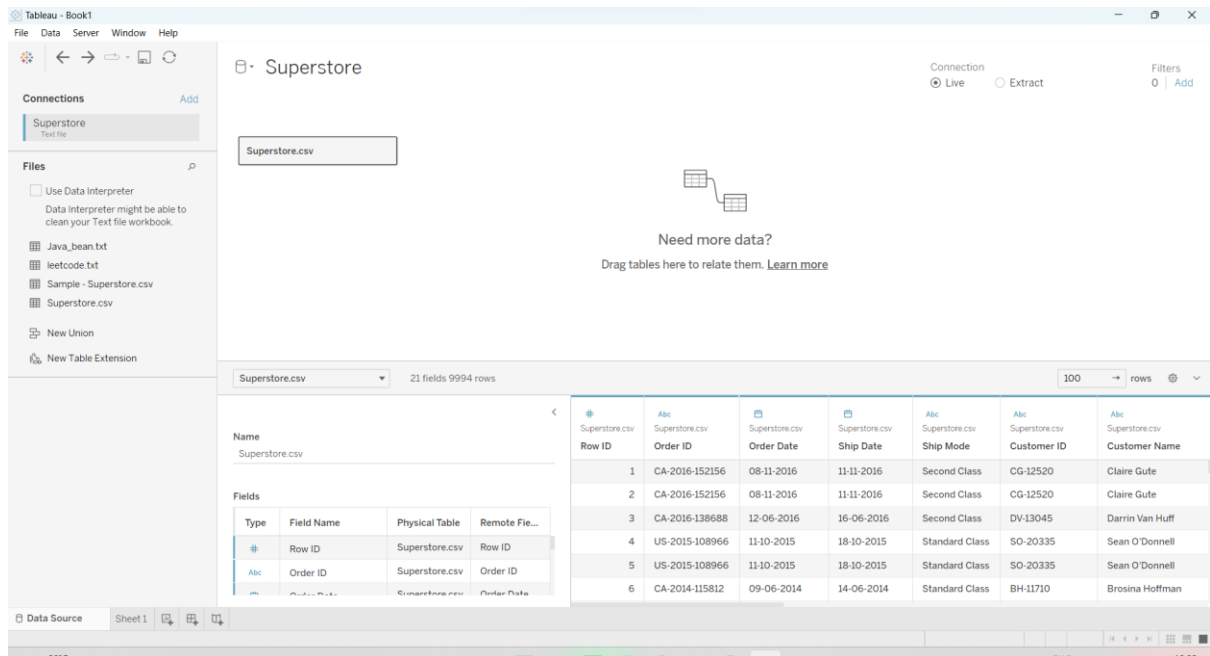 Tableau - Book1
File Data Server Window Help
Connections Add
Superstore
Text file
Files
Use Data Interpreter
Data Interpreter might be able to
clean your Text file workbook.
Java_bean.txt
leetcode.txt
Sample - Superstore.csv
Superstore.csv
New Union
New Table Extension
Superstore
Connection
Live Extract
Filters
0 Add
Superstore.csv
Need more data?
Drag tables here to relate them. Learn more
Superstore.csv 21 fields 9994 rows 100 → rows
Name
Superstore.csv
Fields
Type Field Name Physical Table Remote Fie...
# Row ID Superstore.csv Row ID
Abc Order ID Superstore.csv Order ID
Order Date Superstore.csv Order Date
# Abc Abc Abc Abc
Superstore.csv Superstore.csv Superstore.csv Superstore.csv Superstore.csv Superstore.csv Superstore.csv
Row ID Order ID Order Date Ship Date Ship Mode Customer ID Customer Name
1 CA-2016-152156 08-11-2016 11-11-2016 Second Class CG-12520 Claire Gute
2 CA-2016-152156 08-11-2016 11-11-2016 Second Class CG-12520 Claire Gute
3 CA-2016-138688 12-06-2016 16-06-2016 Second Class DV-13045 Darrin Van Huff
4 US-2015-108966 11-10-2015 18-10-2015 Standard Class SO-20335 Sean O'Donnell
5 US-2015-108966 11-10-2015 18-10-2015 Standard Class SO-20335 Sean O'Donnell
6 CA-2014-115812 09-06-2014 14-06-2014 Standard Class BH-11710 Brosina Hoffman
Data Source Sheet 1